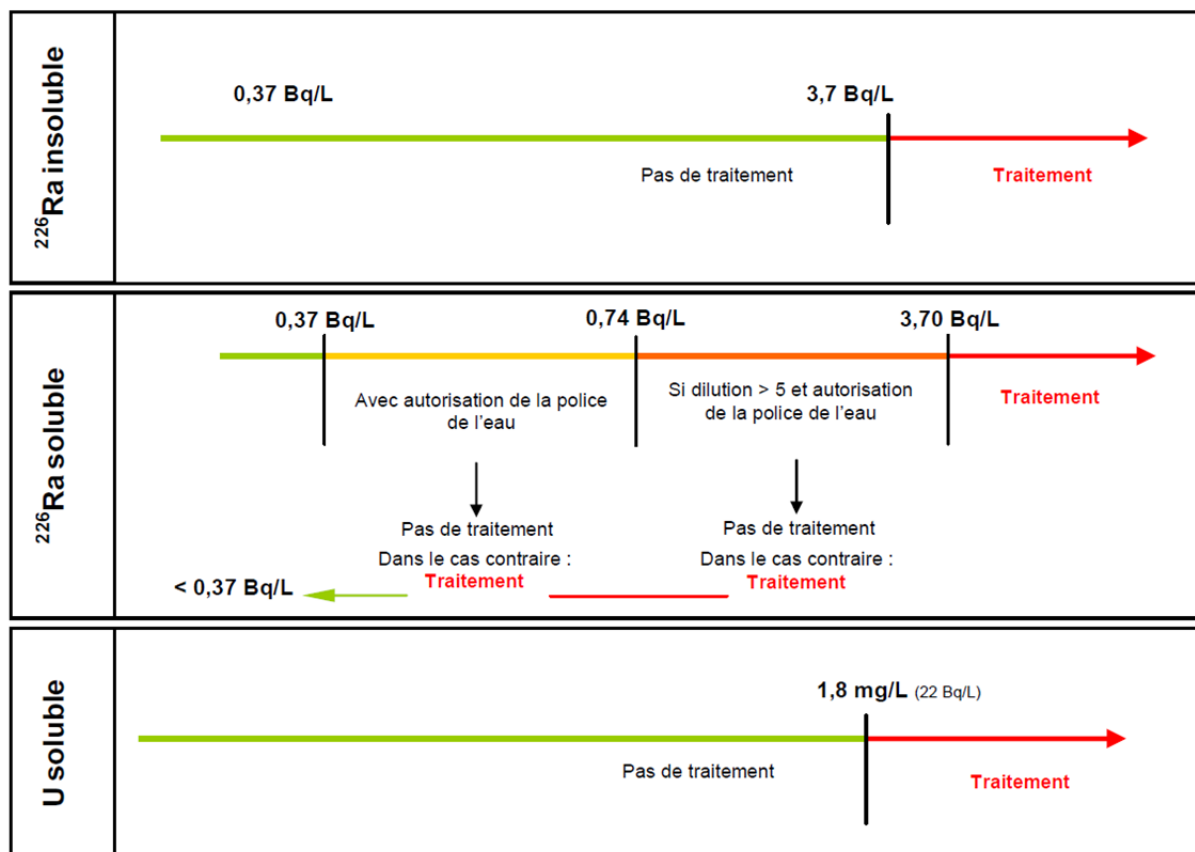 ²²⁶Ra insoluble
0,37 Bq/L
3,7 Bq/L
Pas de traitement
Traitement
²²⁶Ra soluble
0,37 Bq/L
0,74 Bq/L
3,70 Bq/L
Avec autorisation de la police
de l'eau
Si dilution > 5 et autorisation
de la police de l'eau
Traitement
Pas de traitement
Dans le cas contraire :
Traitement
Pas de traitement
Dans le cas contraire :
Traitement
< 0,37 Bq/L
U soluble
1,8 mg/L (22 Bq/L)
Pas de traitement
Traitement